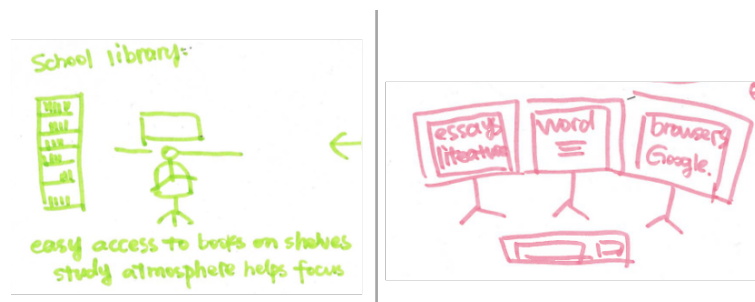 School library:
easy access to books on shelves
study atmosphere helps focus
essays
literature
word
browsers
Google.